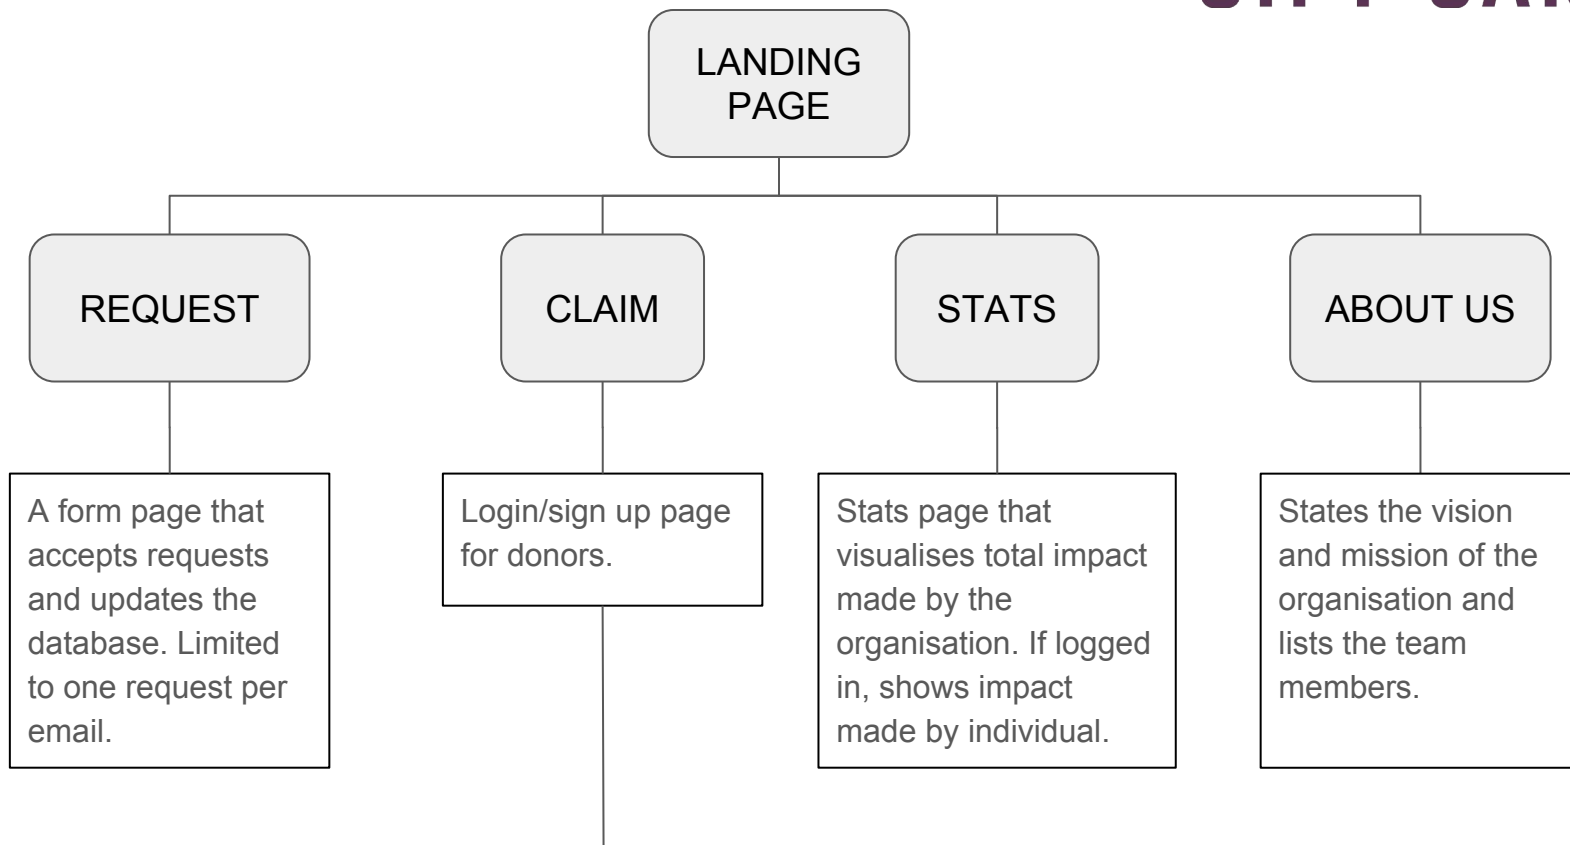 LANDING
PAGE
REQUEST
CLAIM
STATS
ABOUT US
A form page that
accepts requests
and updates the
database. Limited
to one request per
email.
Login/sign up page
for donors.
Stats page that
visualises total impact
made by the
organisation. If logged
in, shows impact
made by individual.
States the vision
and mission of the
organisation and
lists the team
members.